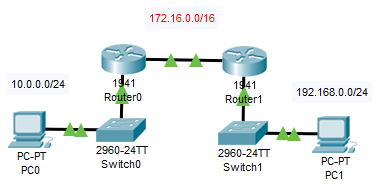 172.16.0.0/16
1941
Router0
1941
Router1
10.0.0.0/24
192.168.0.0/24
PC-PT
PC0
2960-24TT
Switch0
2960-24TT
Switch1
PC-PT
PC1